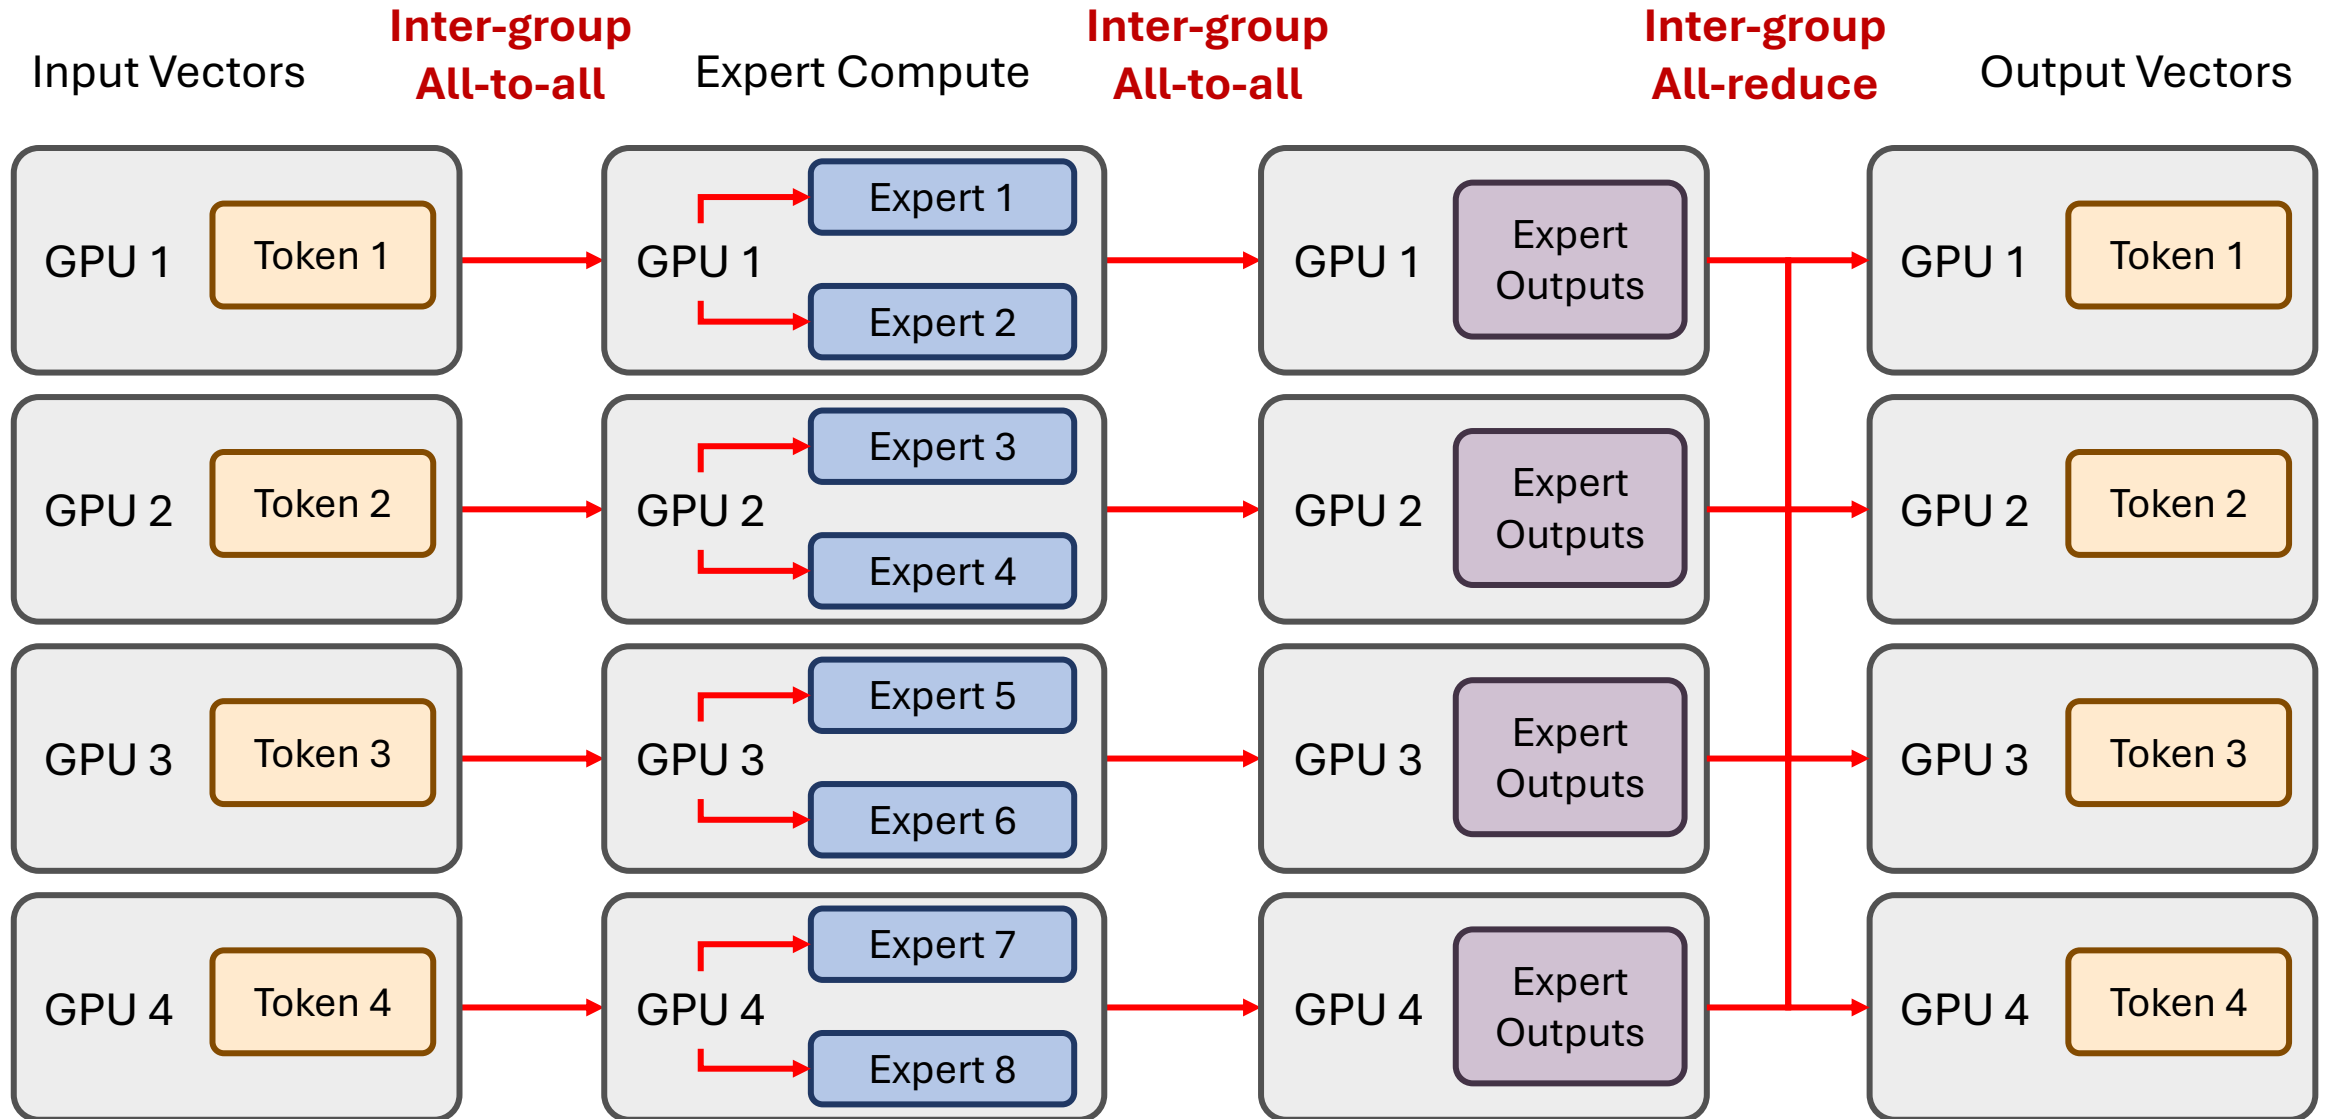 Input Vectors
Inter-group
All-to-all
Expert Compute
Inter-group
All-to-all
Inter-group
All-reduce
Output Vectors
GPU 1
Token 1
GPU 1
Expert 1
Expert 2
GPU 1
Expert
Outputs
GPU 1
Token 1
GPU 2
Token 2
GPU 2
Expert 3
Expert 4
GPU 2
Expert
Outputs
GPU 2
Token 2
GPU 3
Token 3
GPU 3
Expert 5
Expert 6
GPU 3
Expert
Outputs
GPU 3
Token 3
GPU 4
Token 4
GPU 4
Expert 7
Expert 8
GPU 4
Expert
Outputs
GPU 4
Token 4